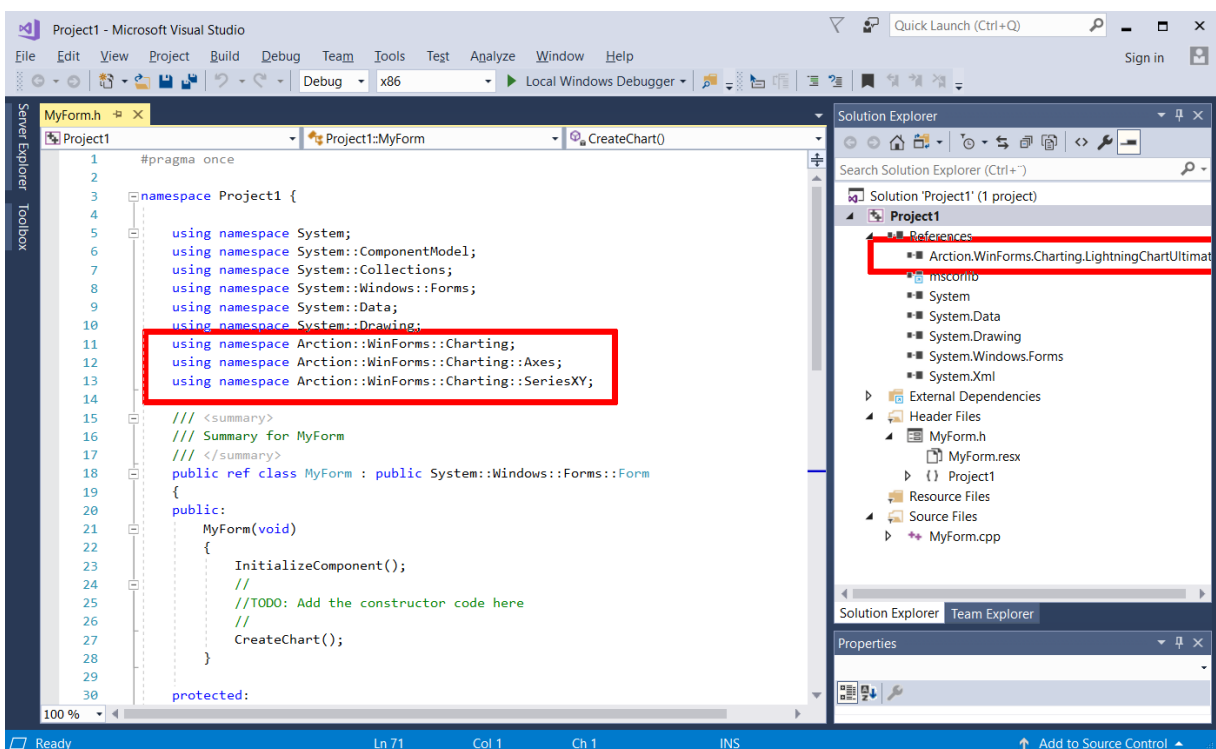 Project1 - Microsoft Visual Studio
Quick Launch (Ctrl+Q)
File Edit View Project Build Debug Team Tools Test Analyze Window Help
Sign in
Debug x86 Local Windows Debugger
Server Explorer
Toolbox
MyForm.h
Project1 Project1::MyForm CreateChart()
1 #pragma once
2
3 namespace Project1 {
4
5 using namespace System;
6 using namespace System::ComponentModel;
7 using namespace System::Collections;
8 using namespace System::Windows::Forms;
9 using namespace System::Data;
10 using namespace System::Drawing;
11 using namespace Arction::WinForms::Charting;
12 using namespace Arction::WinForms::Charting::Axes;
13 using namespace Arction::WinForms::Charting::SeriesXY;
14
15 /// <summary>
16 /// Summary for MyForm
17 /// </summary>
18 public ref class MyForm : public System::Windows::Forms::Form
19 {
20 public:
21 MyForm(void)
22 {
23 InitializeComponent();
24 //
25 //TODO: Add the constructor code here
26 //
27 CreateChart();
28 }
29
30 protected:
100 %
Solution Explorer
Search Solution Explorer (Ctrl+¨)
Solution 'Project1' (1 project)
Project1
References
Arction.WinForms.Charting.LightningChartUltimat
mscorlib
System
System.Data
System.Drawing
System.Windows.Forms
System.Xml
External Dependencies
Header Files
MyForm.h
MyForm.resx
{ } Project1
Resource Files
Source Files
MyForm.cpp
Solution Explorer Team Explorer
Properties
Ready Ln 71 Col 1 Ch 1 INS Add to Source Control